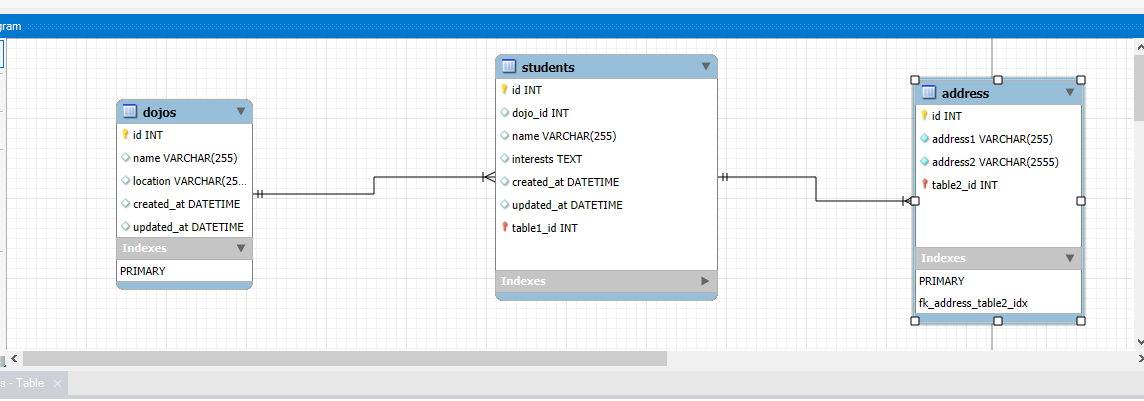 gram
dojos
id INT
name VARCHAR(255)
location VARCHAR(25...
created_at DATETIME
updated_at DATETIME
Indexes
PRIMARY
students
id INT
dojo_id INT
name VARCHAR(255)
interests TEXT
created_at DATETIME
updated_at DATETIME
table1_id INT
Indexes
address
id INT
address1 VARCHAR(255)
address2 VARCHAR(2555)
table2_id INT
Indexes
PRIMARY
fk_address_table2_idx
s - Table